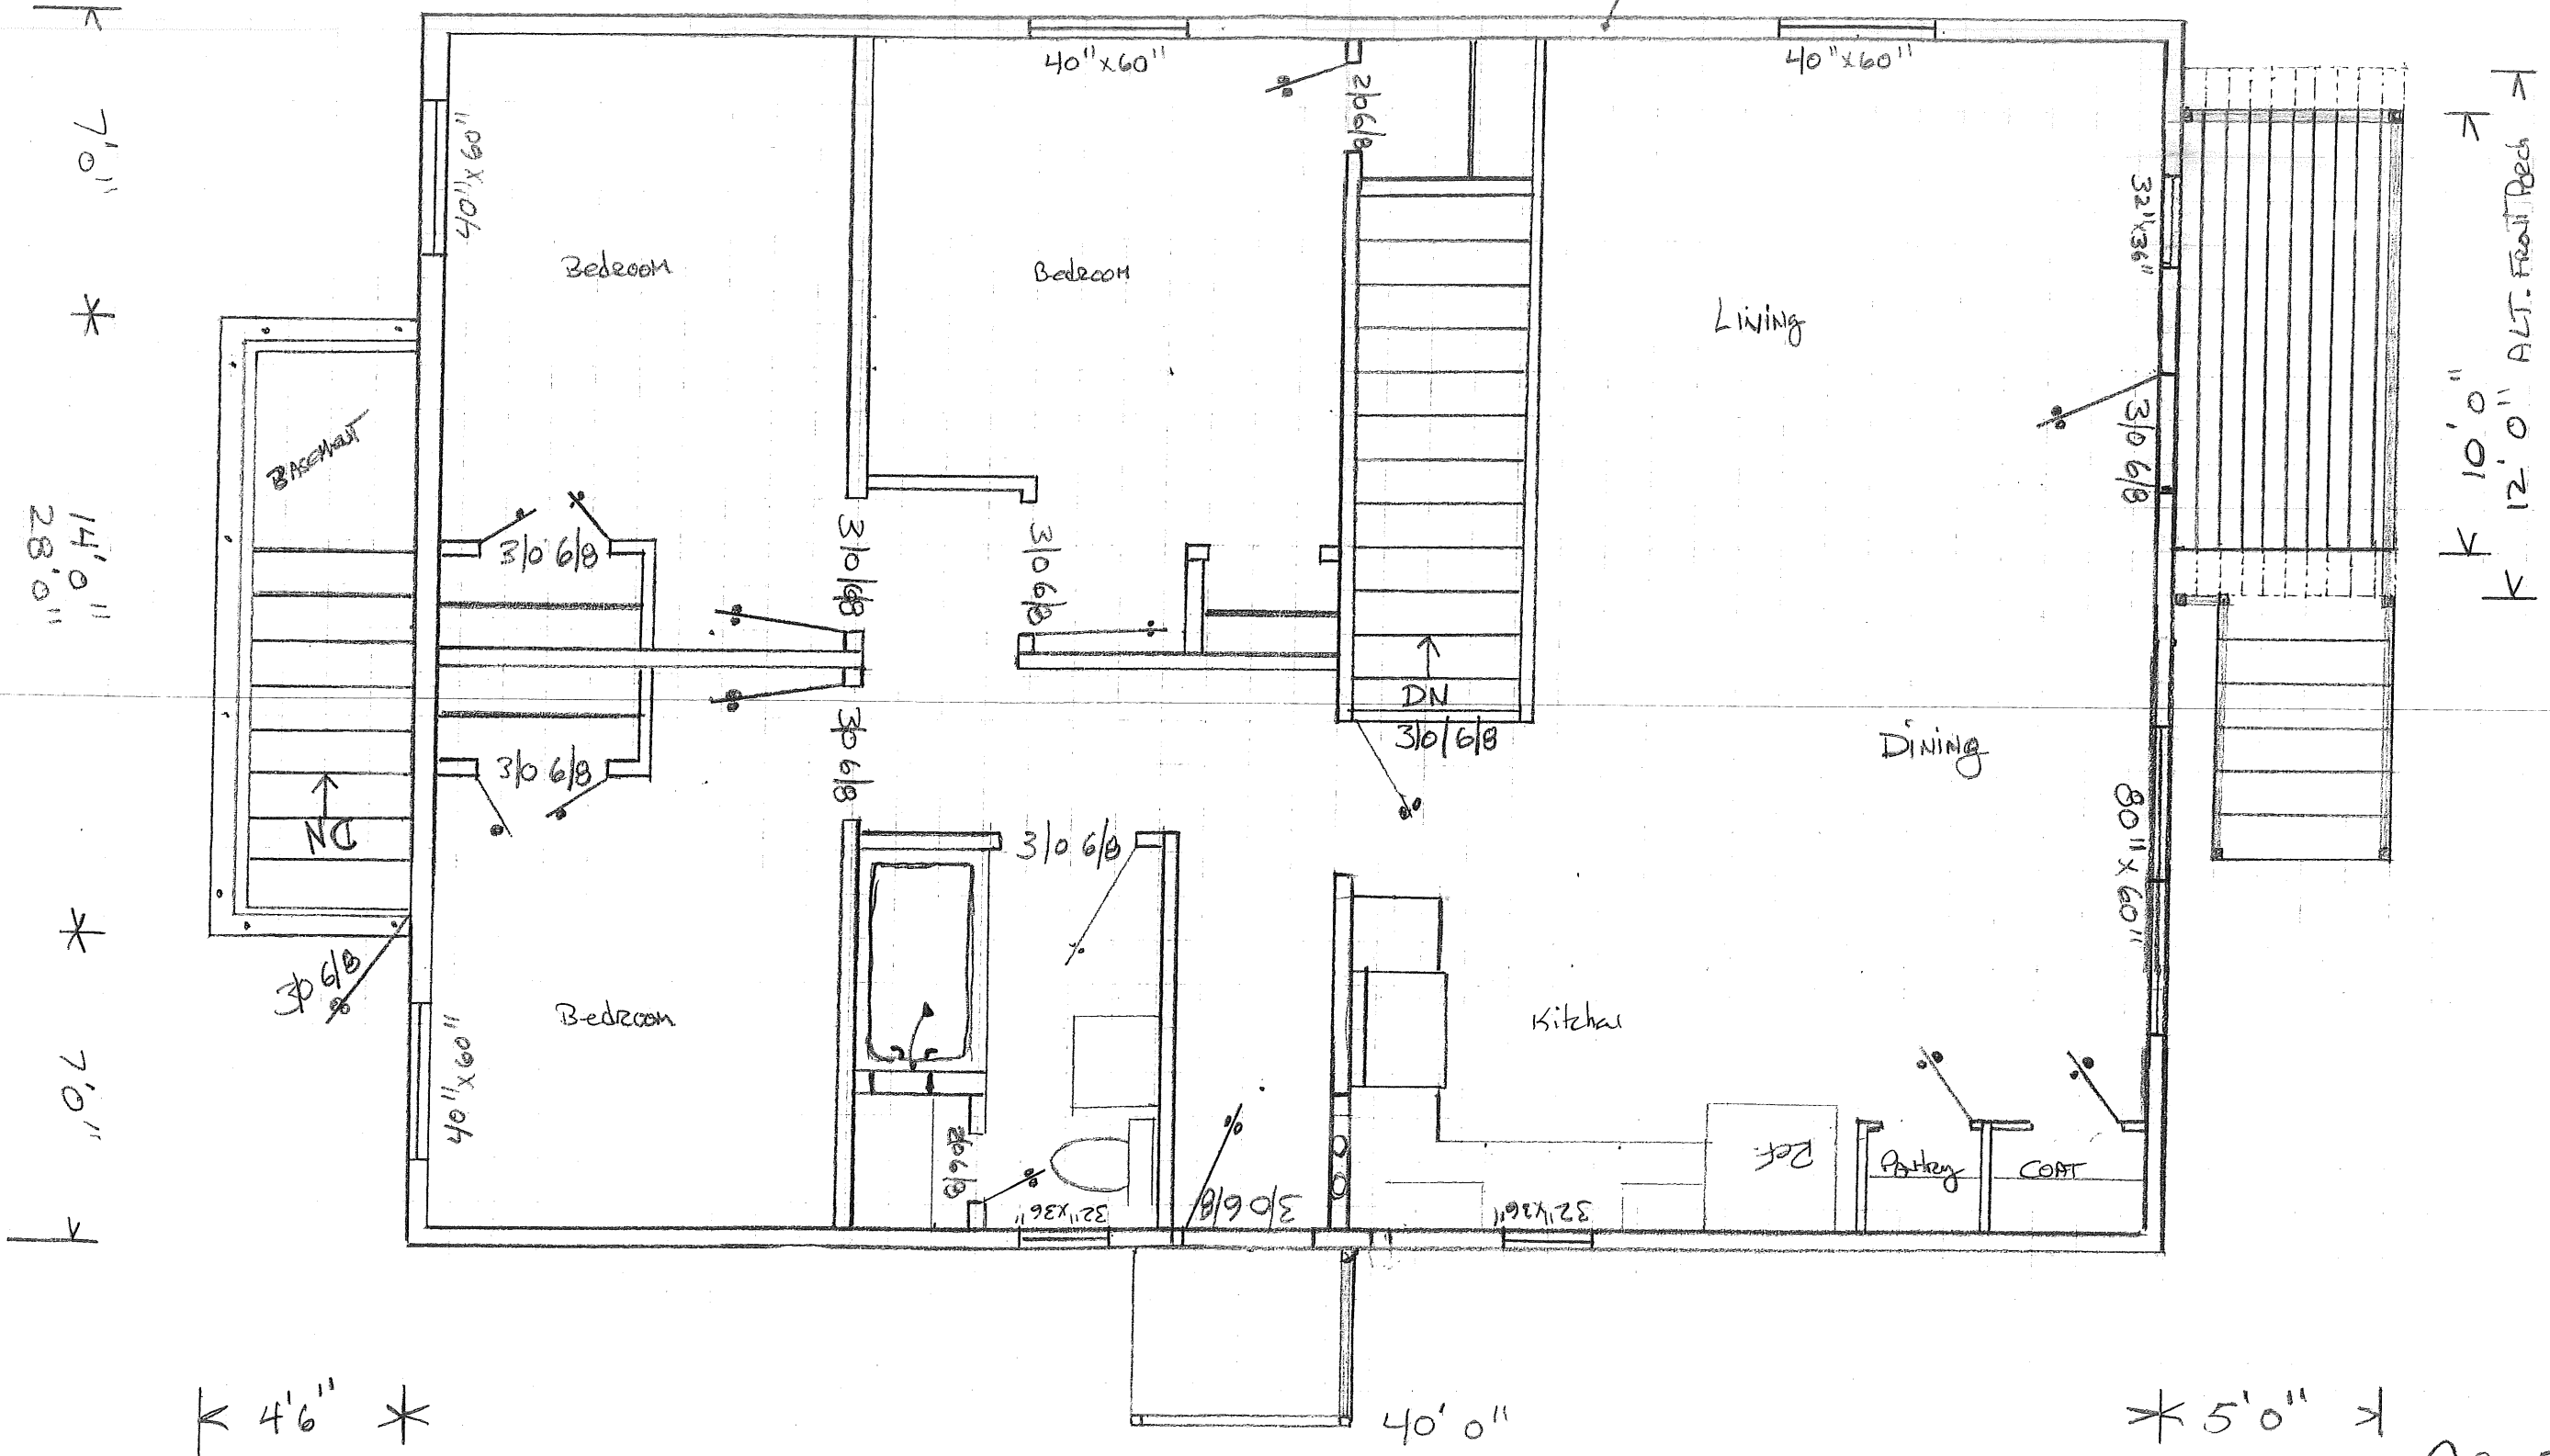 40"x60"
40"x60"
2/6 6/8
7'0"
40"x60"
32"x36"
ALT. FRONT Porch
Bedroom
Bedroom
Living
10'0"
12'0"
3/0 6/8
BASEMENT
14'0"
28'0"
3/0 6/8
3/0 6/8
3/0 6/8
DN
3/0 6/8
Dining
3/0 6/8
3/0 6/8
80"x60"
DN
3/0 6/8
3/0 6/8
Bedroom
Kitchen
40"x60"
7'0"
2/6 6/8
Ref.
Pantry
COAT
32"x36"
3/0 6/8
32"x36"
4'6"
40'0"
5'0"